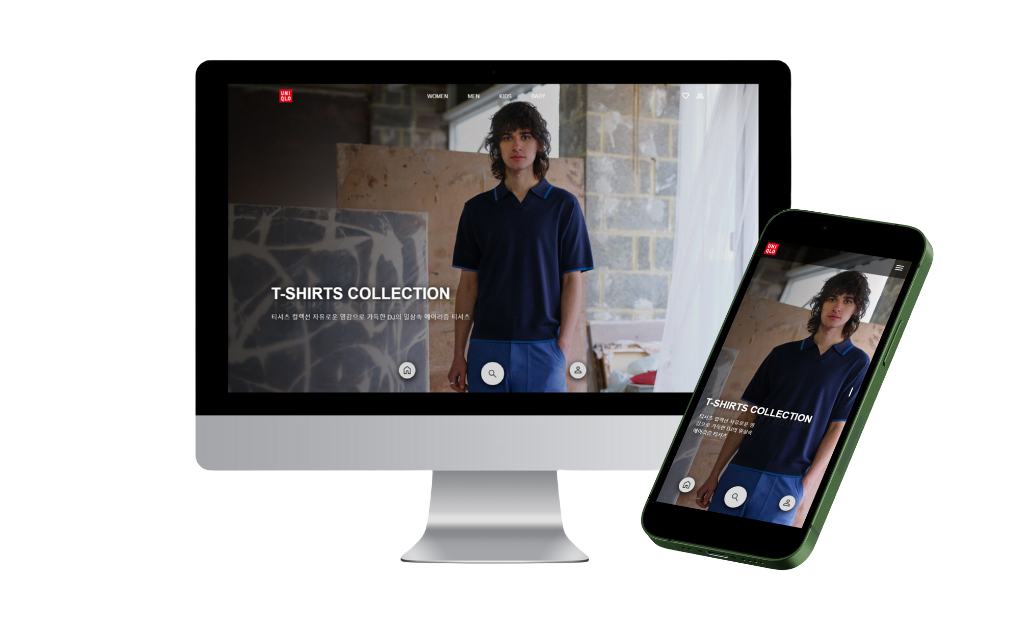 UNI
QLO
WOMEN
MEN
KIDS
BABY
T-SHIRTS COLLECTION
티셔츠 컬렉션 자유로운 영감으로 가득한 DJ의 일상속 에어리즘 티셔츠
UNI
QLO
T-SHIRTS COLLECTION
티셔츠 컬렉션 자유로운 영
감으로 가득한 DJ의 일상속
에어리즘 티셔츠